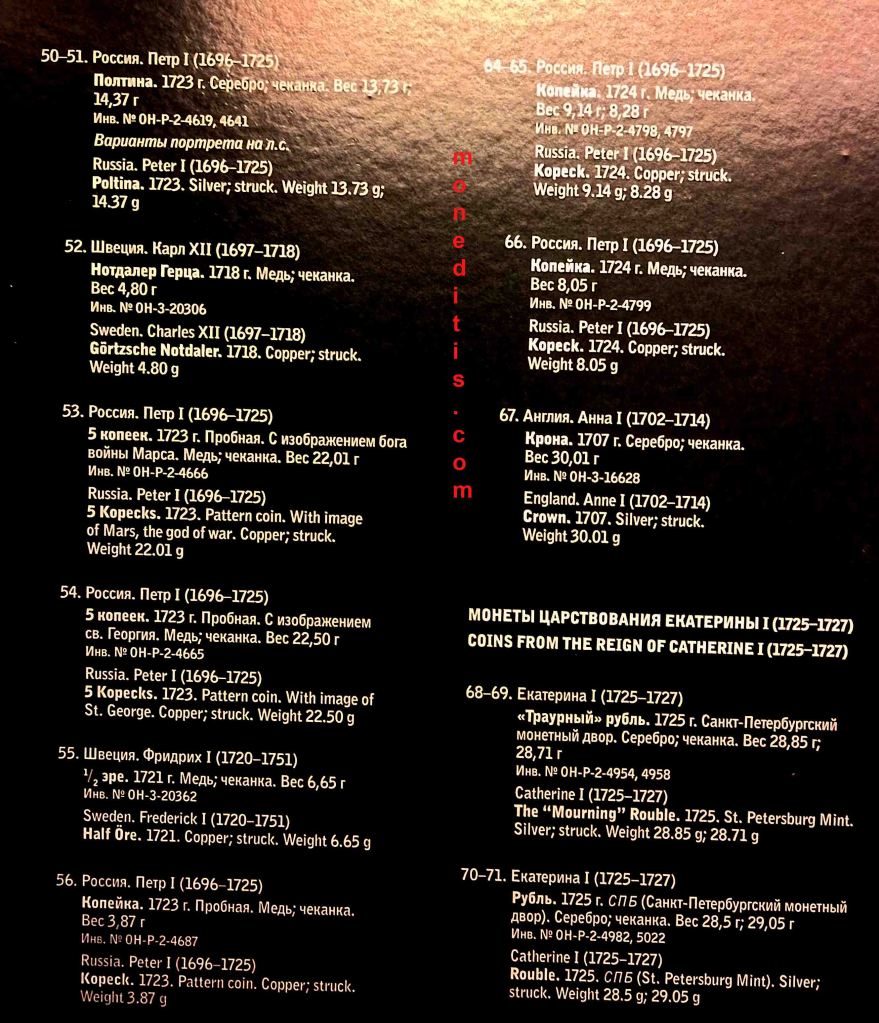 50–51. Россия. Петр I (1696–1725)
Полтина. 1723 г. Серебро; чеканка. Вес 13,73 г;
14,37 г
Инв. № ОН-Р-2-4619, 4641
Варианты портрета на л.с.
Russia. Peter I (1696–1725)
Poltina. 1723. Silver; struck. Weight 13.73 g;
14.37 g
52. Швеция. Карл XII (1697–1718)
Нотдалер Герца. 1718 г. Медь; чеканка.
Вес 4,80 г
Инв. № ОН-З-20306
Sweden. Charles XII (1697–1718)
Görtzsche Notdaler. 1718. Copper; struck.
Weight 4.80 g
53. Россия. Петр I (1696–1725)
5 копеек. 1723 г. Пробная. С изображением бога
войны Марса. Медь; чеканка. Вес 22,01 г
Инв. № ОН-Р-2-4666
Russia. Peter I (1696–1725)
5 Kopecks. 1723. Pattern coin. With image
of Mars, the god of war. Copper; struck.
Weight 22.01 g
54. Россия. Петр I (1696–1725)
5 копеек. 1723 г. Пробная. С изображением
св. Георгия. Медь; чеканка. Вес 22,50 г
Инв. № ОН-Р-2-4665
Russia. Peter I (1696–1725)
5 Kopecks. 1723. Pattern coin. With image of
St. George. Copper; struck. Weight 22.50 g
55. Швеция. Фридрих I (1720–1751)
1/2 эре. 1721 г. Медь; чеканка. Вес 6,65 г
Инв. № ОН-З-20362
Sweden. Frederick I (1720–1751)
Half Öre. 1721. Copper; struck. Weight 6.65 g
56. Россия. Петр I (1696–1725)
Копейка. 1723 г. Пробная. Медь; чеканка.
Вес 3,87 г
Инв. № ОН-Р-2-4687
Russia. Peter I (1696–1725)
Kopeck. 1723. Pattern coin. Copper; struck.
Weight 3.87 g
moneditis.com
64–65. Россия. Петр I (1696–1725)
Копейка. 1724 г. Медь; чеканка.
Вес 9,14 г; 8,28 г
Инв. № ОН-Р-2-4798, 4797
Russia. Peter I (1696–1725)
Kopeck. 1724. Copper; struck.
Weight 9.14 g; 8.28 g
66. Россия. Петр I (1696–1725)
Копейка. 1724 г. Медь; чеканка.
Вес 8,05 г
Инв. № ОН-Р-2-4799
Russia. Peter I (1696–1725)
Kopeck. 1724. Copper; struck.
Weight 8.05 g
67. Англия. Анна I (1702–1714)
Крона. 1707 г. Серебро; чеканка.
Вес 30,01 г
Инв. № ОН-З-16628
England. Anne I (1702–1714)
Crown. 1707. Silver; struck.
Weight 30.01 g
МОНЕТЫ ЦАРСТВОВАНИЯ ЕКАТЕРИНЫ I (1725–1727)
COINS FROM THE REIGN OF CATHERINE I (1725–1727)
68–69. Екатерина I (1725–1727)
«Траурный» рубль. 1725 г. Санкт-Петербургский
монетный двор. Серебро; чеканка. Вес 28,85 г;
28,71 г
Инв. № ОН-Р-2-4954, 4958
Catherine I (1725–1727)
The “Mourning” Rouble. 1725. St. Petersburg Mint.
Silver; struck. Weight 28.85 g; 28.71 g
70–71. Екатерина I (1725–1727)
Рубль. 1725 г. СПБ (Санкт-Петербургский монетный
двор). Серебро; чеканка. Вес 28,5 г; 29,05 г
Инв. № ОН-Р-2-4982, 5022
Catherine I (1725–1727)
Rouble. 1725. СПБ (St. Petersburg Mint). Silver;
struck. Weight 28.5 g; 29.05 g